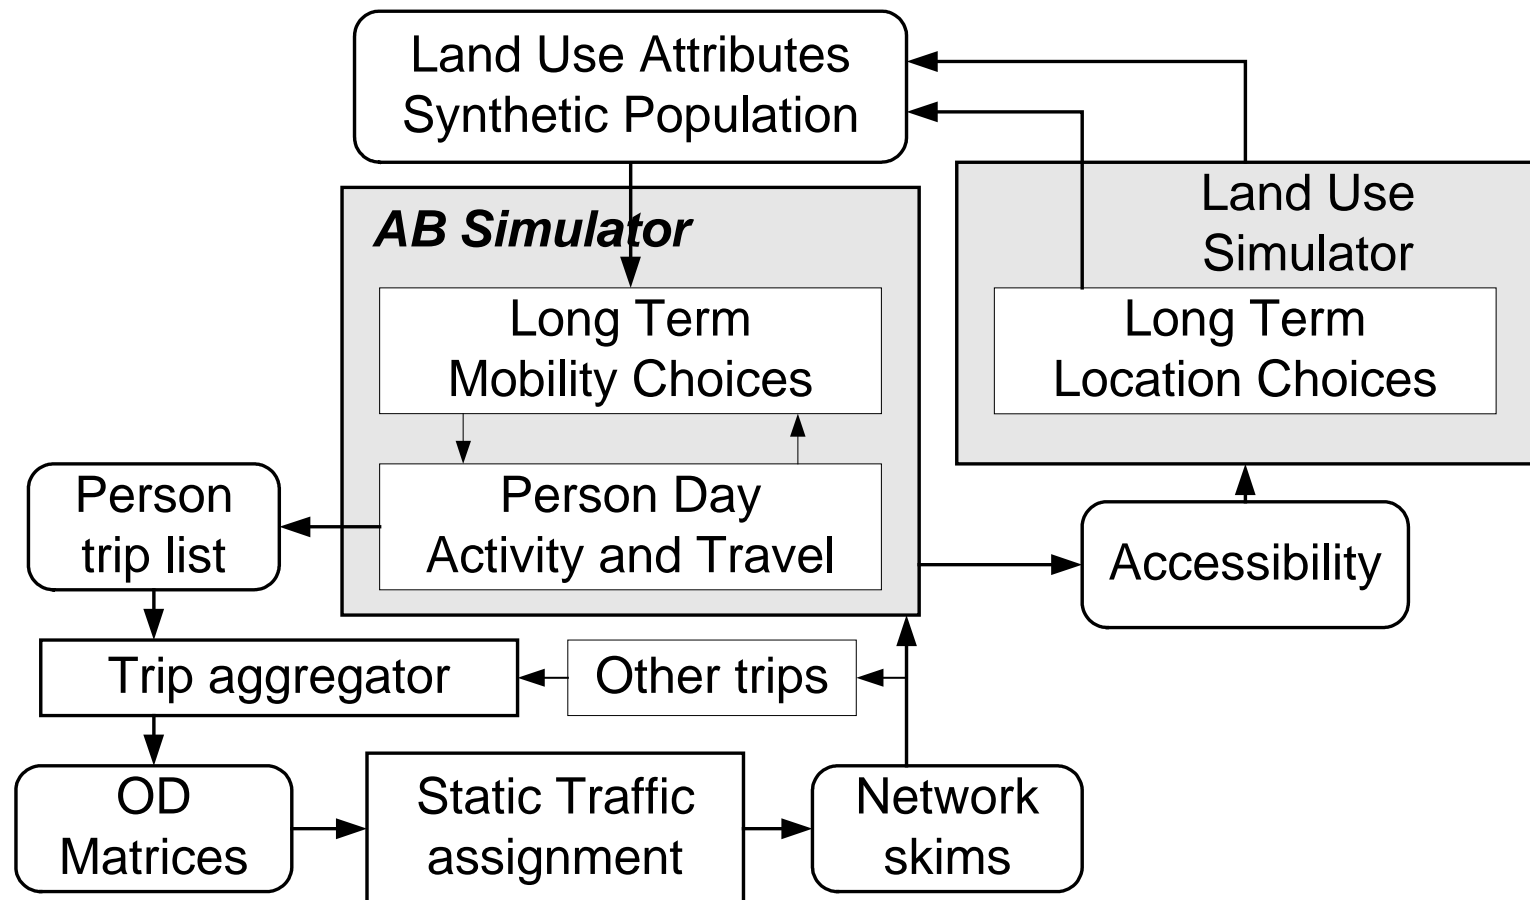 Land Use Attributes
Synthetic Population
Land Use
Simulator
AB Simulator
Long Term
Mobility Choices
Long Term
Location Choices
Person
trip list
Person Day
Activity and Travel
Accessibility
Trip aggregator
Other trips
OD
Matrices
Static Traffic
assignment
Network
skims